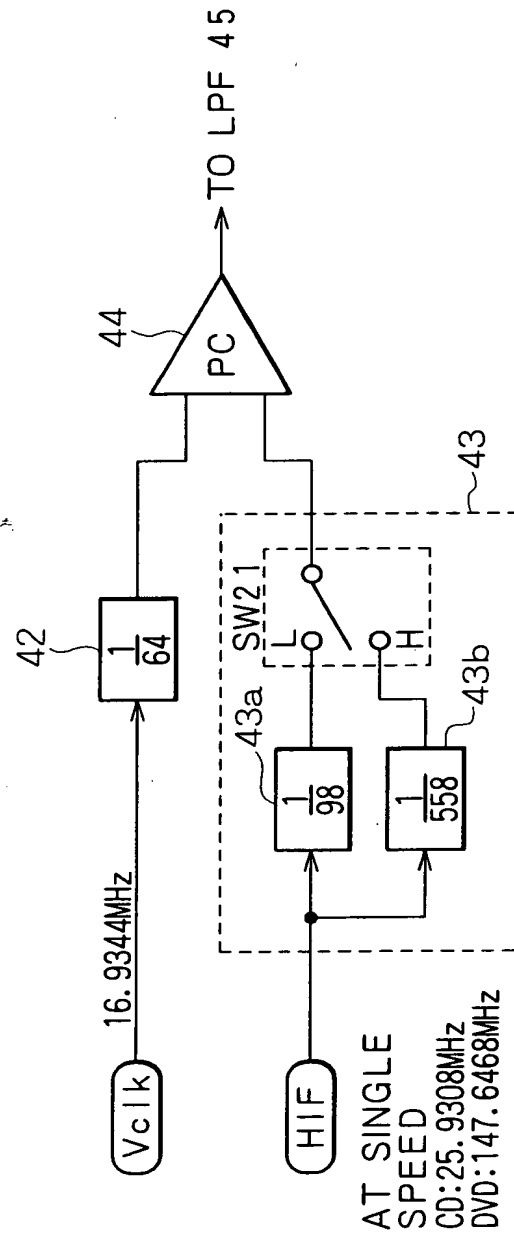 Vclk
16.9344MHz
42
1
64
44
PC
TO LPF 45
HIF
AT SINGLE
SPEED
CD:25.9308MHz
DVD:147.6468MHz
43a
1
98
1
558
43b
SW21
L
H
43